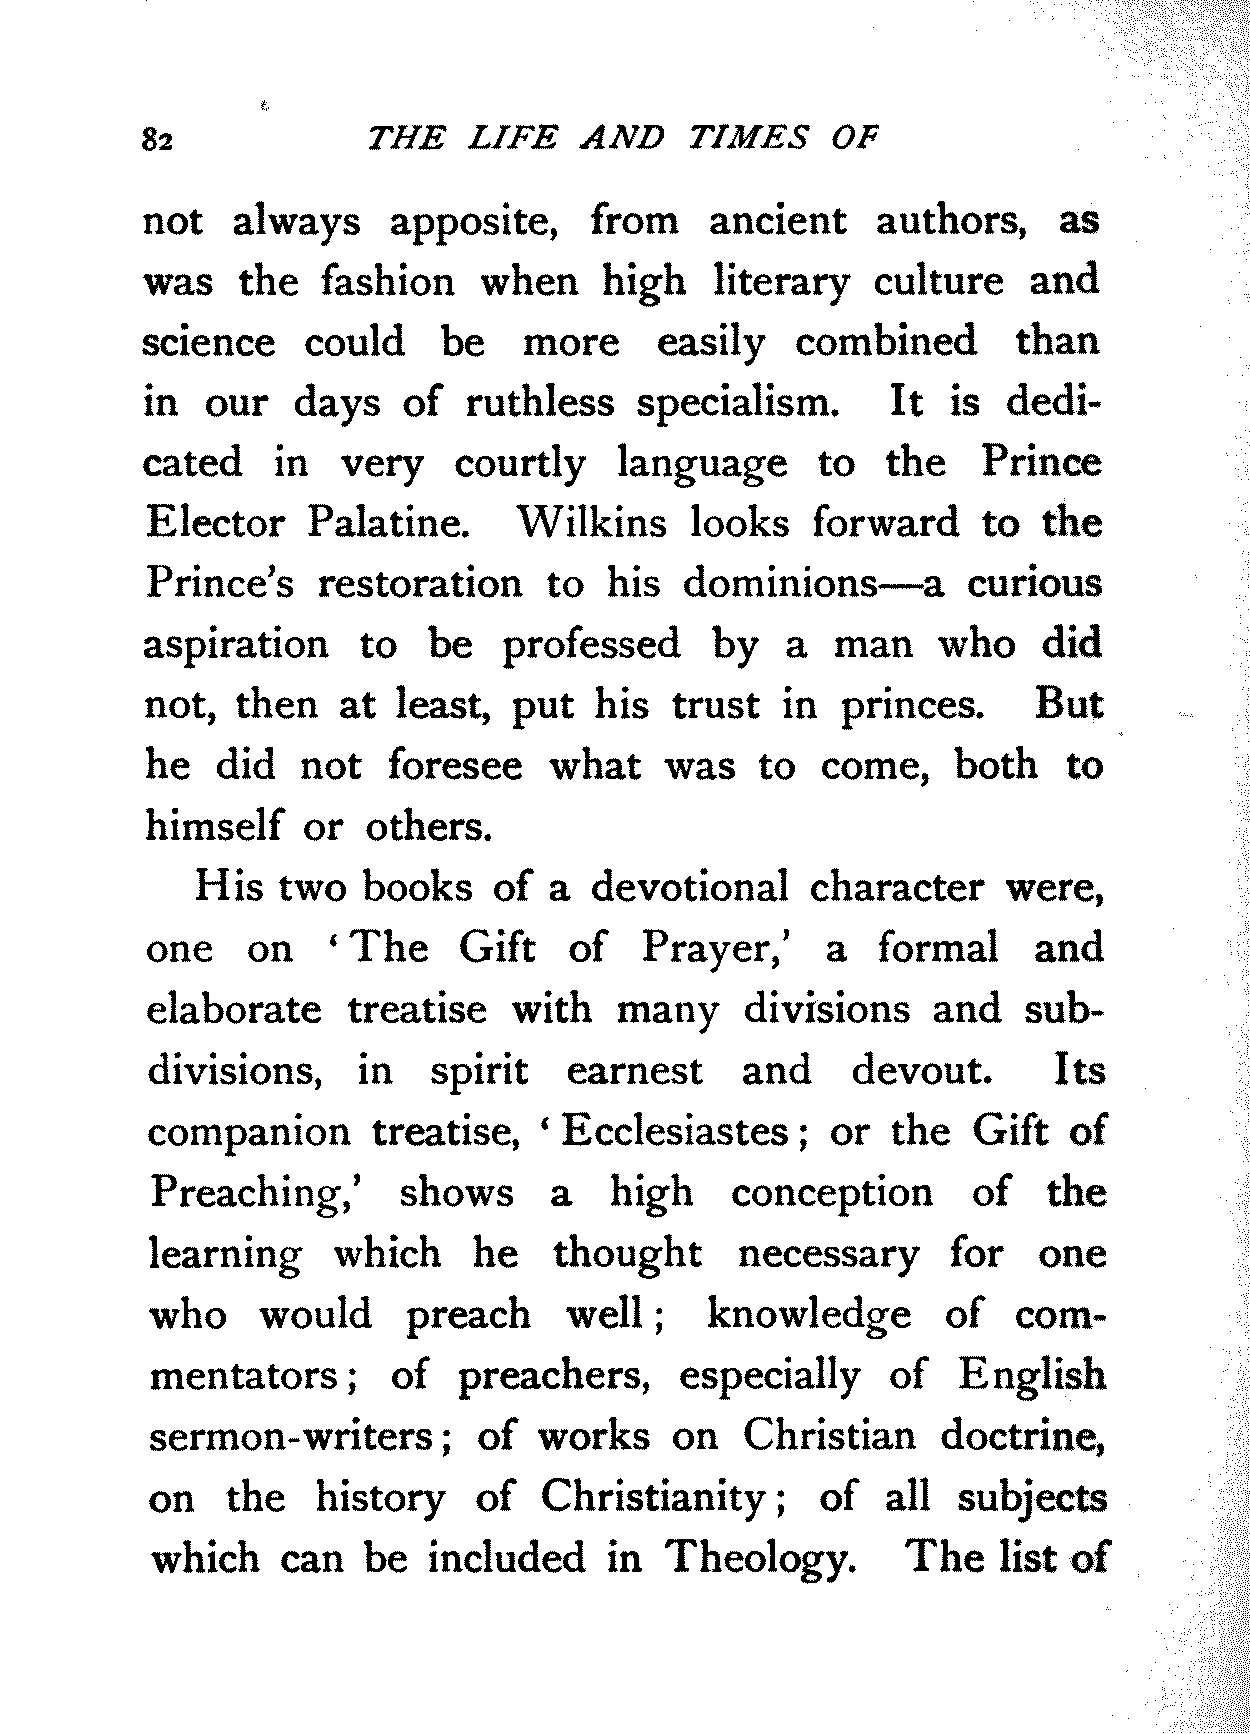 82 THE LIFE AND TIMES OF
not always apposite, from ancient authors, as
was the fashion when high literary culture and
science could be more easily combined than
in our days of ruthless specialism. It is dedi-
cated in very courtly language to the Prince
Elector Palatine. Wilkins looks forward to the
Prince's restoration to his dominions—a curious
aspiration to be professed by a man who did
not, then at least, put his trust in princes. But
he did not foresee what was to come, both to
himself or others.
His two books of a devotional character were,
one on ‘The Gift of Prayer,’ a formal and
elaborate treatise with many divisions and sub-
divisions, in spirit earnest and devout. Its
companion treatise, ‘Ecclesiastes; or the Gift of
Preaching,’ shows a high conception of the
learning which he thought necessary for one
who would preach well; knowledge of com-
mentators; of preachers, especially of English
sermon-writers; of works on Christian doctrine,
on the history of Christianity; of all subjects
which can be included in Theology. The list of